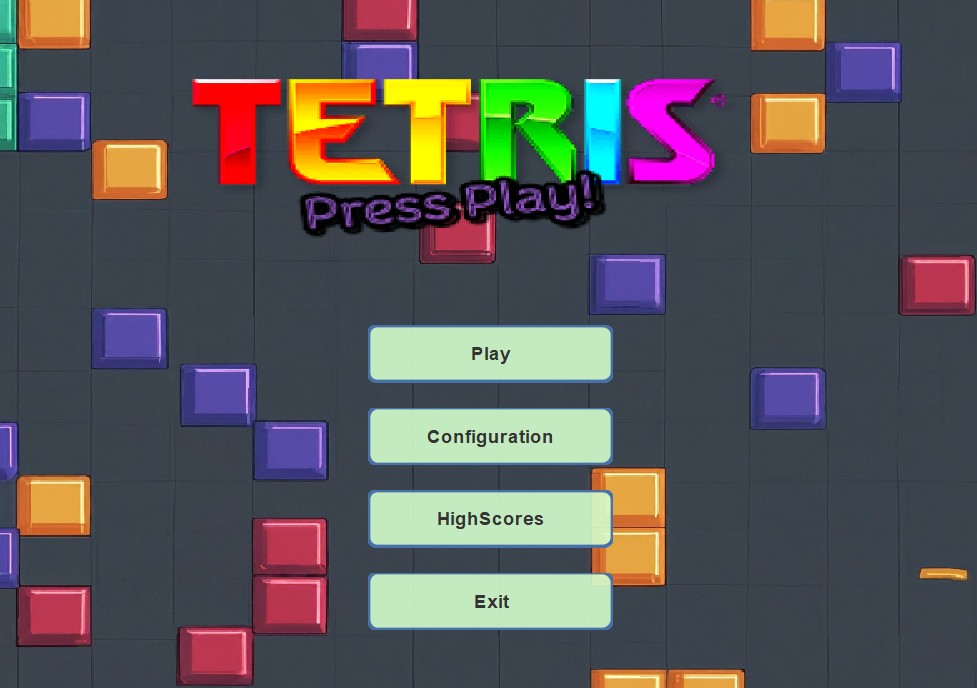 TETRIS
Press Play!
Play
Configuration
HighScores
Exit